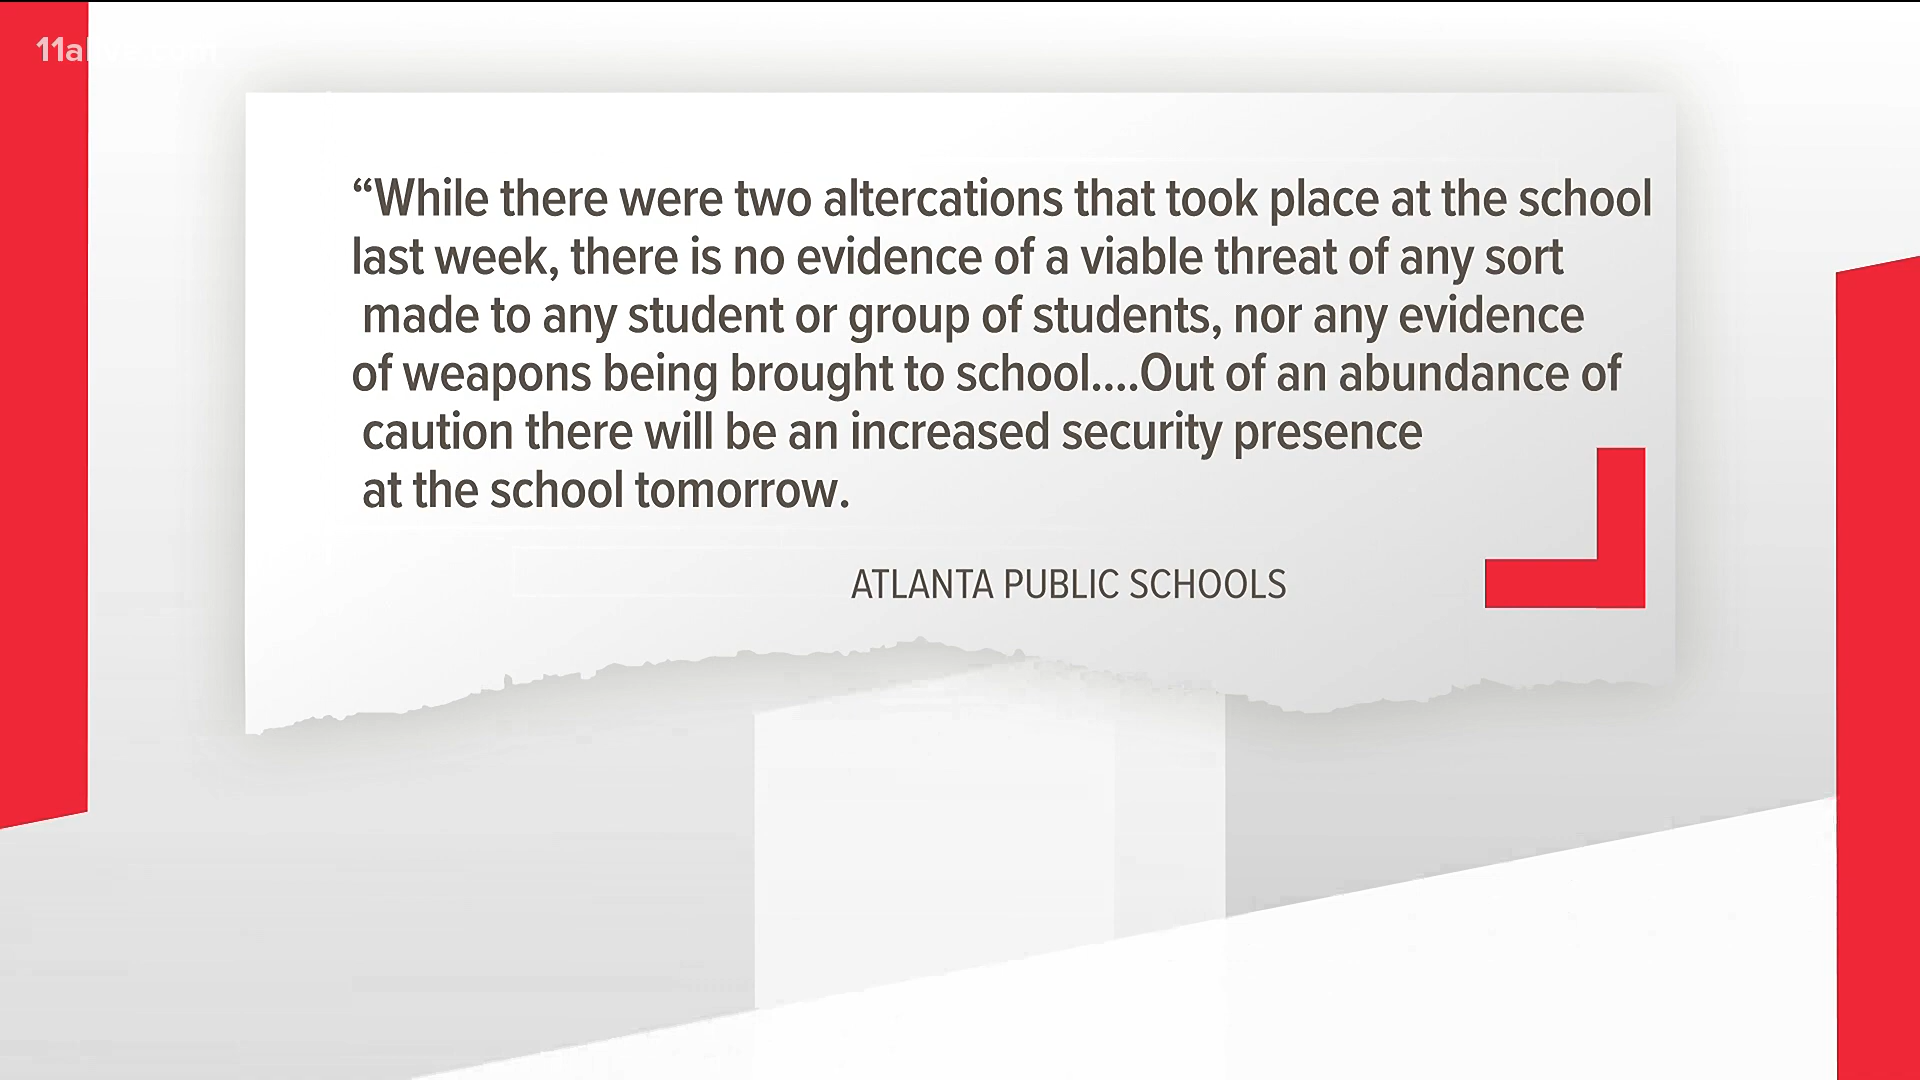 11alive.com
“While there were two altercations that took place at the school
last week, there is no evidence of a viable threat of any sort
made to any student or group of students, nor any evidence
of weapons being brought to school....Out of an abundance of
caution there will be an increased security presence
at the school tomorrow.
ATLANTA PUBLIC SCHOOLS